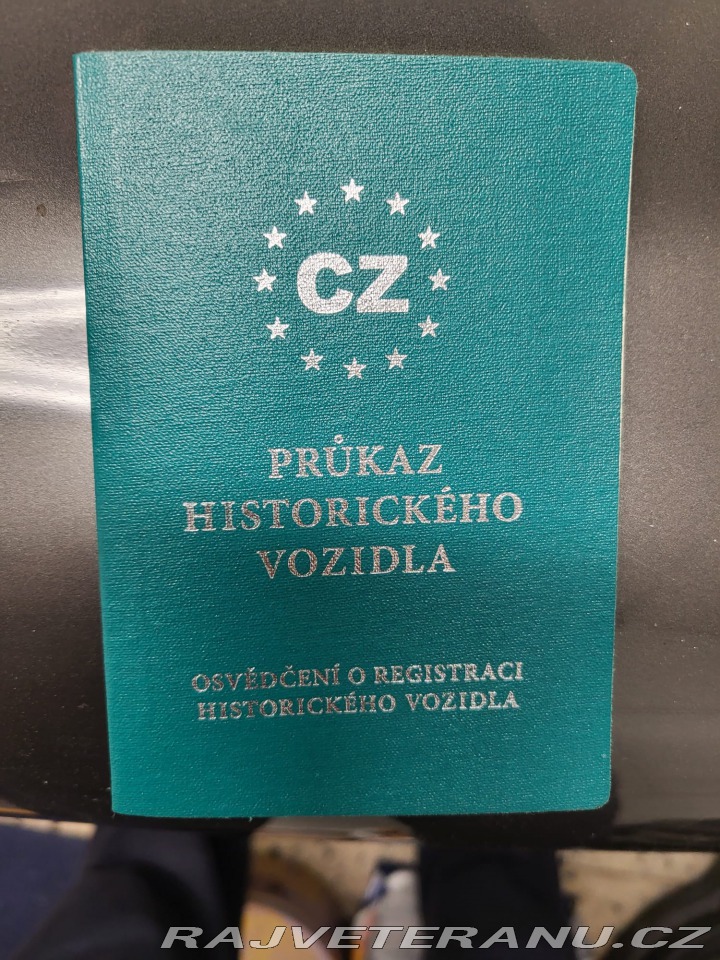 CZ
PRŮKAZ
HISTORICKÉHO
VOZIDLA
OSVĚDČENÍ O REGISTRACI
HISTORICKÉHO VOZIDLA
RAJVETERANU.CZ